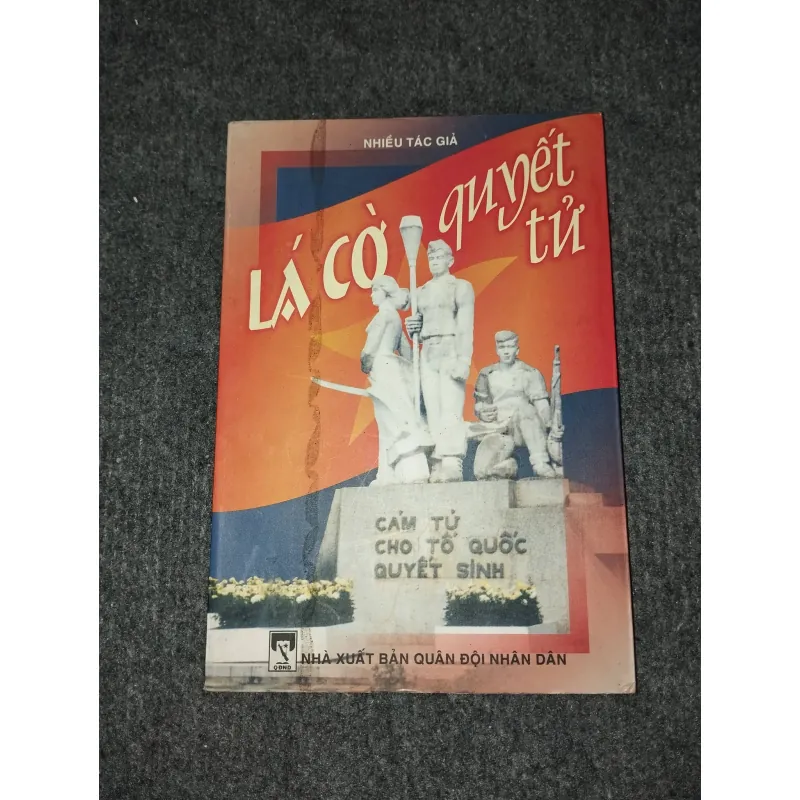 NHIỀU TÁC GIẢ
LÁ CỜ quyết
tử
CẢM TỬ
CHO TỔ QUỐC
QUYẾT SINH
QĐND
NHÀ XUẤT BẢN QUÂN ĐỘI NHÂN DÂN